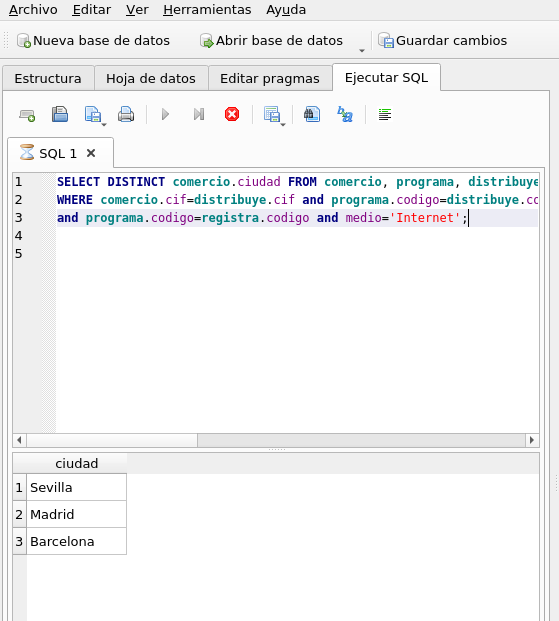 Archivo Editar Ver Herramientas Ayuda
Nueva base de datos Abrir base de datos Guardar cambios
Estructura Hoja de datos Editar pragmas Ejecutar SQL
SQL 1
1 SELECT DISTINCT comercio.ciudad FROM comercio, programa, distribuye
2 WHERE comercio.cif=distribuye.cif and programa.codigo=distribuye.co
3 and programa.codigo=registra.codigo and medio='Internet';
4
5
ciudad
1 Sevilla
2 Madrid
3 Barcelona